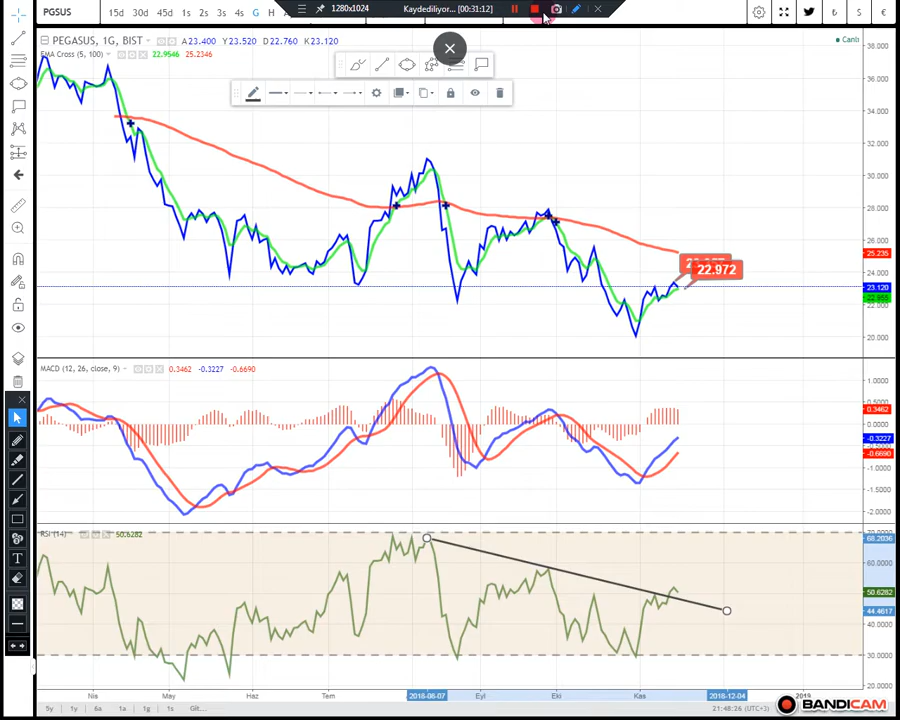 1280x1024 Kaydediliyor... [00:31:12]
PGSUS 15d 30d 45d 1s 2s 3s 4s G H ₺ $ €
PEGASUS, 1G, BIST A23.400 Y23.520 D22.760 K23.120
Canlı
EMA Cross (5, 100) 22.9546 25.2346
38.000
36.000
34.000
32.000
30.000
28.000
26.000
25.235
24.000
22.972
23.120
22.955
20.000
MACD (12, 26, close, 9) 0.3462 -0.3227 -0.6690
1.0000
0.5000
0.3462
0.0000
-0.3227
-0.6690
-1.0000
-1.5000
-2.0000
RSI (14) 50.6282
70.0000
68.2036
60.0000
50.6282
44.4617
40.0000
30.0000
20.0000
Nis May Haz Tem 2018-08-07 Eyl Eki Kas 2018-12-04 2019
5y 1y 6a 1a 1g 1s Git...
21:48:26 (UTC+3)
BANDICAM